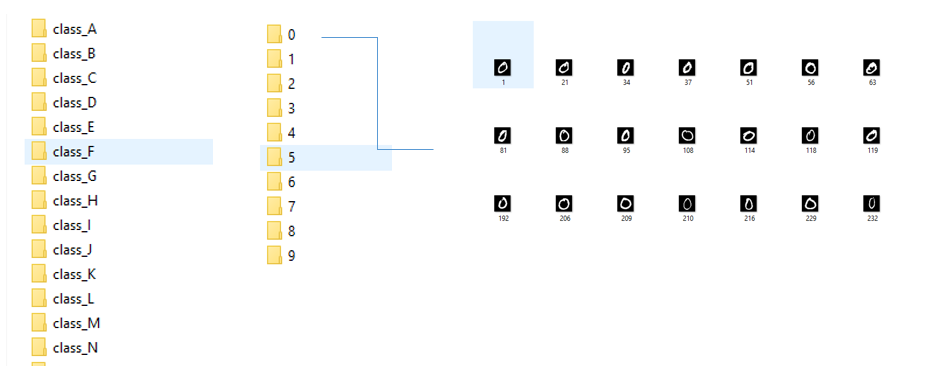 class_A
class_B
class_C
class_D
class_E
class_F
class_G
class_H
class_I
class_J
class_K
class_L
class_M
class_N
0
1
2
3
4
5
6
7
8
9
1 21 34 37 51 56 63
81 88 95 108 114 118 119
192 206 209 210 216 229 232